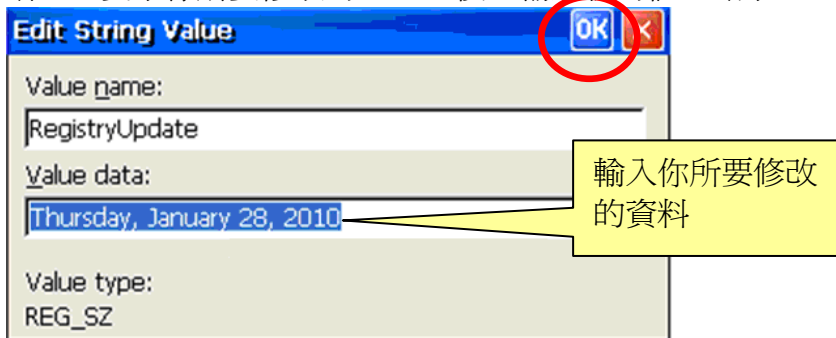 Edit String Value OK
Value name:
RegistryUpdate
Value data:
Thursday, January 28, 2010
輸入你所要修改
的資料
Value type:
REG_SZ